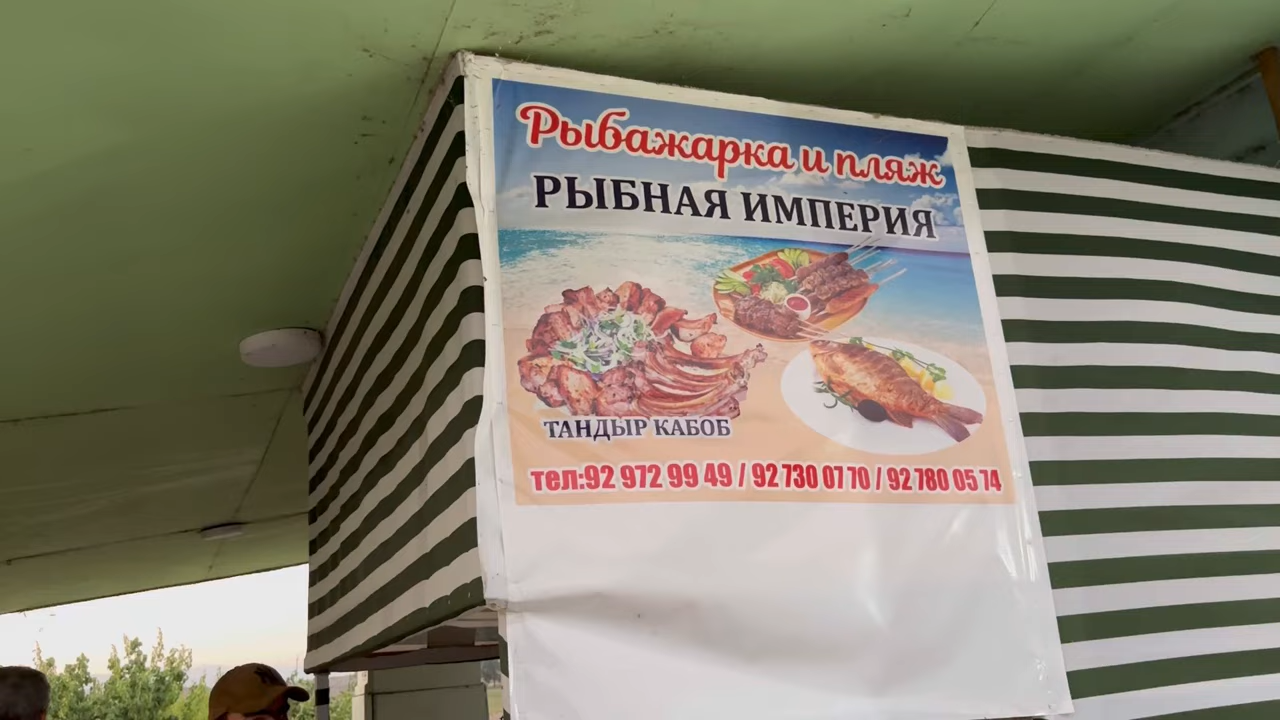 Рыбажарка и пляж
РЫБНАЯ ИМПЕРИЯ
ТАНДЫР КАБОБ
тел:92 972 99 49 / 92 730 07 70 / 92 780 05 74